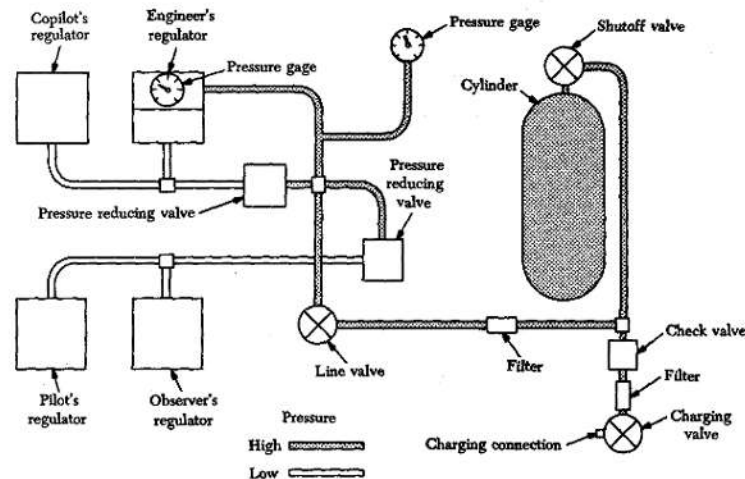 Copilot's
regulator
Engineer's
regulator
Pressure gage
Pressure gage
Shutoff valve
Cylinder
Pressure
reducing
valve
Pressure reducing valve
Line valve
Filter
Check valve
Filter
Charging
valve
Charging connection
Pilot's
regulator
Observer's
regulator
Pressure
High
Low